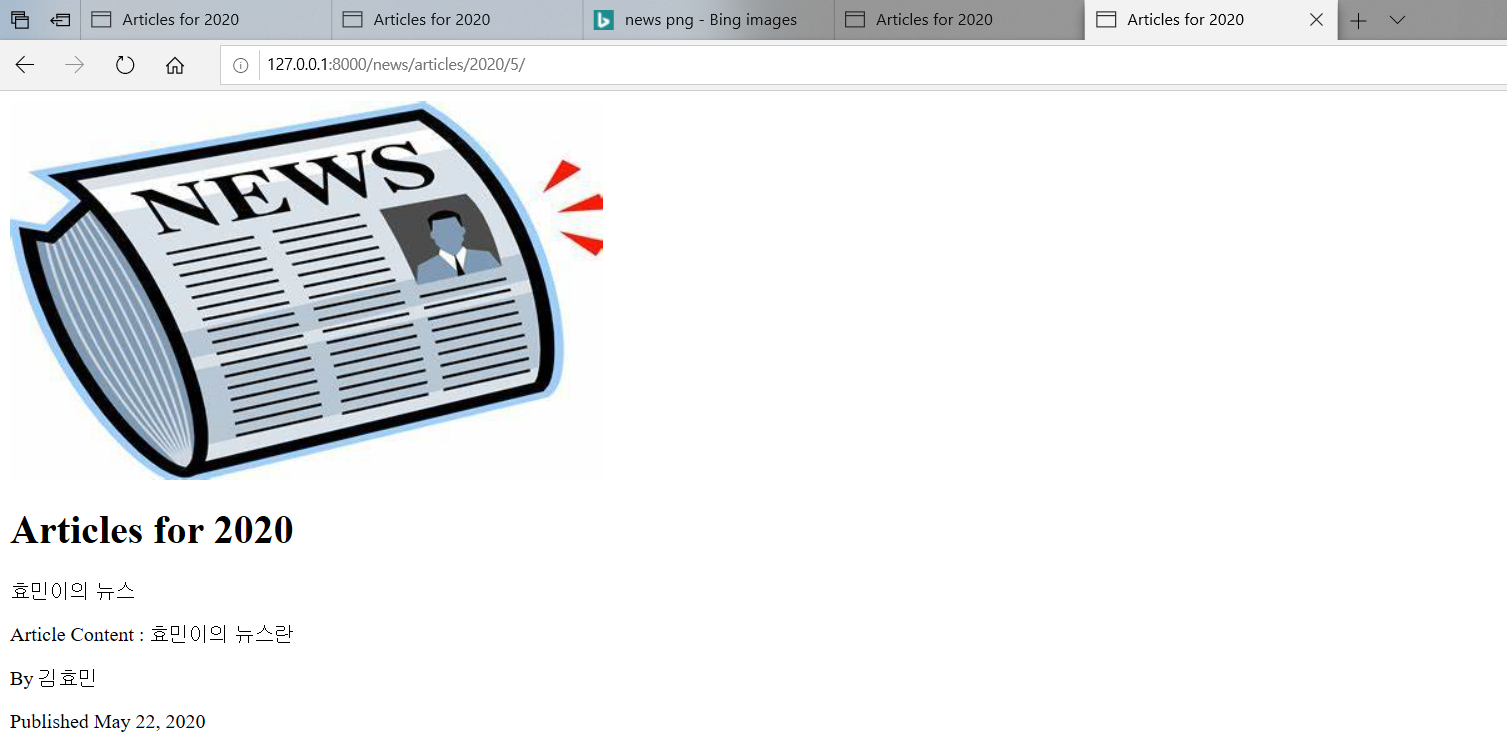 Articles for 2020
Articles for 2020
news png - Bing images
Articles for 2020
Articles for 2020
127.0.0.1:8000/news/articles/2020/5/
NEWS
Articles for 2020
효민이의 뉴스
Article Content : 효민이의 뉴스란
By 김효민
Published May 22, 2020